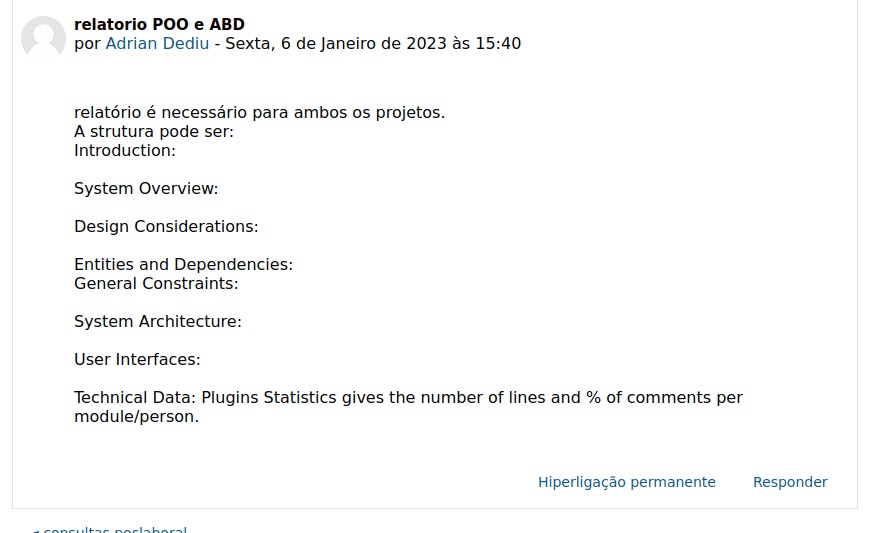 relatorio POO e ABD
por Adrian Dediu - Sexta, 6 de Janeiro de 2023 às 15:40
relatório é necessário para ambos os projetos.
A strutura pode ser:
Introduction:
System Overview:
Design Considerations:
Entities and Dependencies:
General Constraints:
System Architecture:
User Interfaces:
Technical Data: Plugins Statistics gives the number of lines and % of comments per
module/person.
Hiperligação permanente Responder
◄ consultas poslaboral